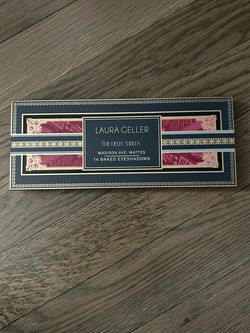 LAURA GELLER
THE DELECTABLES
MADISON AVE. MATTES
14 BAKED EYESHADOWS